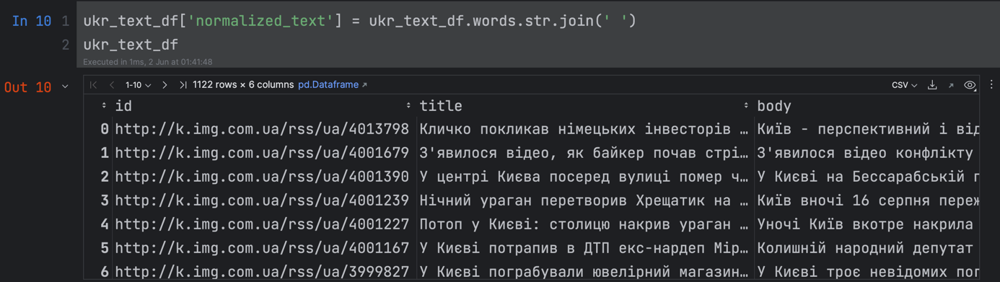 In 10 1 ukr_text_df['normalized_text'] = ukr_text_df.words.str.join(' ')
2 ukr_text_df
Executed in 1ms, 2 Jun at 01:41:48
Out 10 1-10 1122 rows × 6 columns pd.Dataframe CSV
id title body
0 http://k.img.com.ua/rss/ua/4013798 Кличко покликав німецьких інвесторів … Київ - перспективний і від
1 http://k.img.com.ua/rss/ua/4001679 З'явилося відео, як байкер почав стрі… З'явилося відео конфлікту
2 http://k.img.com.ua/rss/ua/4001390 У центрі Києва посеред вулиці помер ч… У Києві на Бессарабській п
3 http://k.img.com.ua/rss/ua/4001239 Нічний ураган перетворив Хрещатик на … Київ вночі 16 серпня переж
4 http://k.img.com.ua/rss/ua/4001227 Потоп у Києві: столицю накрив ураган … Уночі Київ вкотре накрила
5 http://k.img.com.ua/rss/ua/4001167 У Києві потрапив в ДТП екс-нардеп Мір… Колишній народний депутат
6 http://k.img.com.ua/rss/ua/3999827 У Києві пограбували ювелірний магазин… У Києві троє невідомих пог